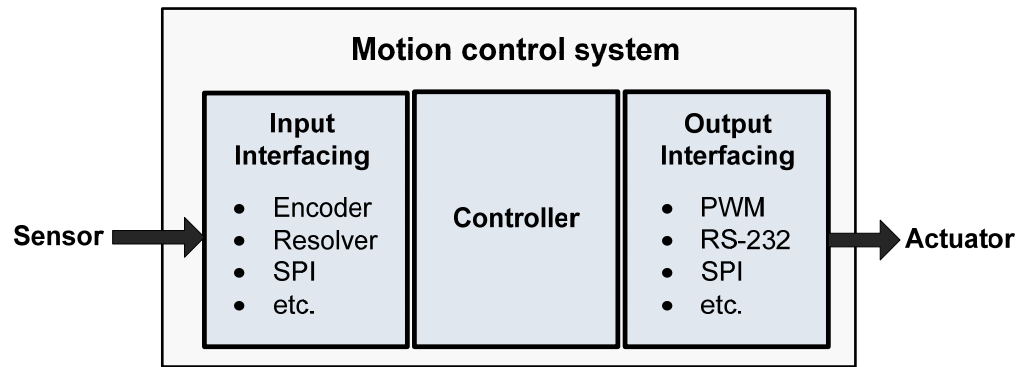 Motion control system
Input
Interfacing
• Encoder
• Resolver
• SPI
• etc.
Controller
Output
Interfacing
• PWM
• RS-232
• SPI
• etc.
Sensor
Actuator